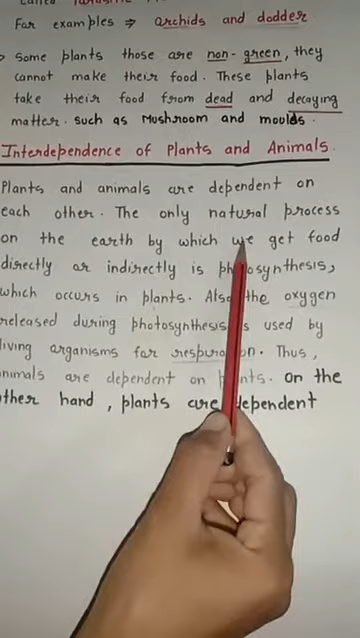 For examples ⇒ archids and dodder
Some plants those are non-green, they
cannot make their food. These plants
take their food from dead and decaying
matter. such as Mushroom and moulds.
Interdependence of Plants and Animals.
Plants and animals are dependent on
each other. The only natural process
on the earth by which we get food
directly or indirectly is photosynthesis,
which occurs in plants. Also the oxygen
released during photosynthesis is used by
living organisms for respiration. Thus,
animals are dependent on plants. on the
other hand, plants are dependent